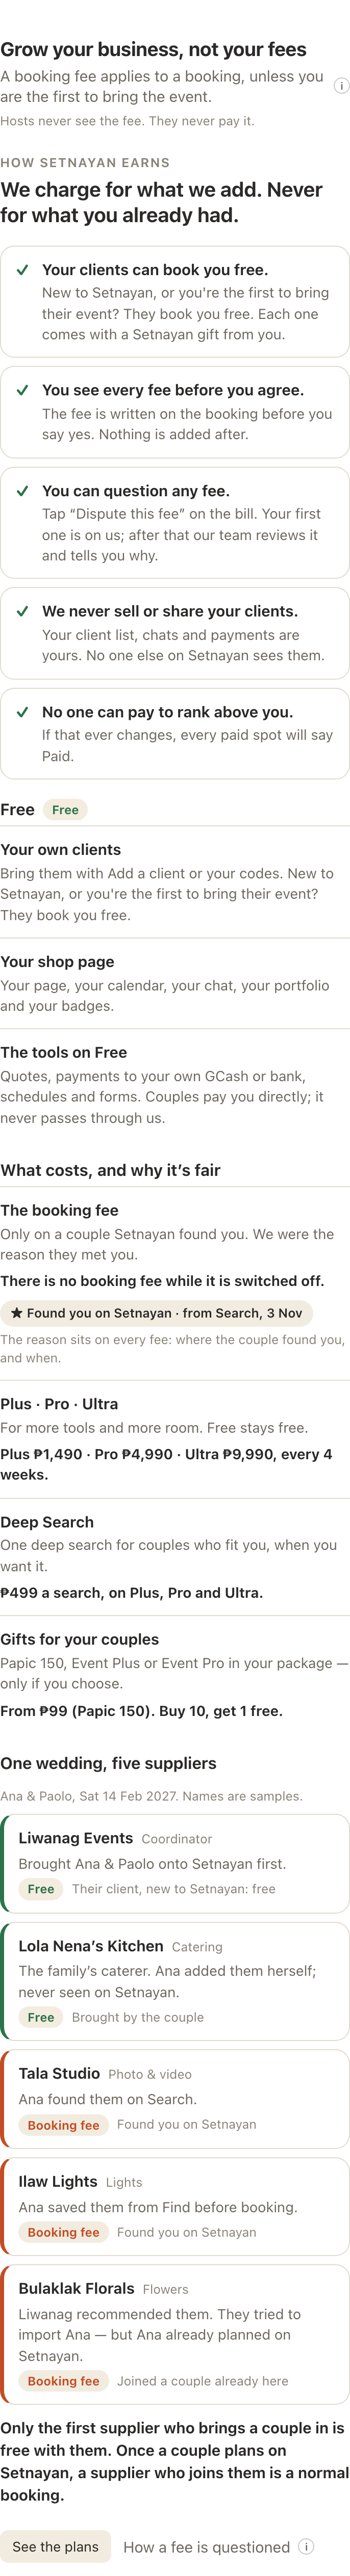 Grow your business, not your fees
A booking fee applies to a booking, unless you
are the first to bring the event.
Hosts never see the fee. They never pay it.
HOW SETNAYAN EARNS
We charge for what we add. Never
for what you already had.
Your clients can book you free.
New to Setnayan, or you're the first to bring
their event? They book you free. Each one
comes with a Setnayan gift from you.
You see every fee before you agree.
The fee is written on the booking before you
say yes. Nothing is added after.
You can question any fee.
Tap “Dispute this fee” on the bill. Your first
one is on us; after that our team reviews it
and tells you why.
We never sell or share your clients.
Your client list, chats and payments are
yours. No one else on Setnayan sees them.
No one can pay to rank above you.
If that ever changes, every paid spot will say
Paid.
Free Free
Your own clients
Bring them with Add a client or your codes. New to
Setnayan, or you're the first to bring their event?
They book you free.
Your shop page
Your page, your calendar, your chat, your portfolio
and your badges.
The tools on Free
Quotes, payments to your own GCash or bank,
schedules and forms. Couples pay you directly; it
never passes through us.
What costs, and why it’s fair
The booking fee
Only on a couple Setnayan found you. We were the
reason they met you.
There is no booking fee while it is switched off.
★ Found you on Setnayan · from Search, 3 Nov
The reason sits on every fee: where the couple found you,
and when.
Plus · Pro · Ultra
For more tools and more room. Free stays free.
Plus ₱1,490 · Pro ₱4,990 · Ultra ₱9,990, every 4
weeks.
Deep Search
One deep search for couples who fit you, when you
want it.
₱499 a search, on Plus, Pro and Ultra.
Gifts for your couples
Papic 150, Event Plus or Event Pro in your package —
only if you choose.
From ₱99 (Papic 150). Buy 10, get 1 free.
One wedding, five suppliers
Ana & Paolo, Sat 14 Feb 2027. Names are samples.
Liwanag Events Coordinator
Brought Ana & Paolo onto Setnayan first.
Free Their client, new to Setnayan: free
Lola Nena’s Kitchen Catering
The family’s caterer. Ana added them herself;
never seen on Setnayan.
Free Brought by the couple
Tala Studio Photo & video
Ana found them on Search.
Booking fee Found you on Setnayan
Ilaw Lights Lights
Ana saved them from Find before booking.
Booking fee Found you on Setnayan
Bulaklak Florals Flowers
Liwanag recommended them. They tried to
import Ana — but Ana already planned on
Setnayan.
Booking fee Joined a couple already here
Only the first supplier who brings a couple in is
free with them. Once a couple plans on
Setnayan, a supplier who joins them is a normal
booking.
See the plans How a fee is questioned